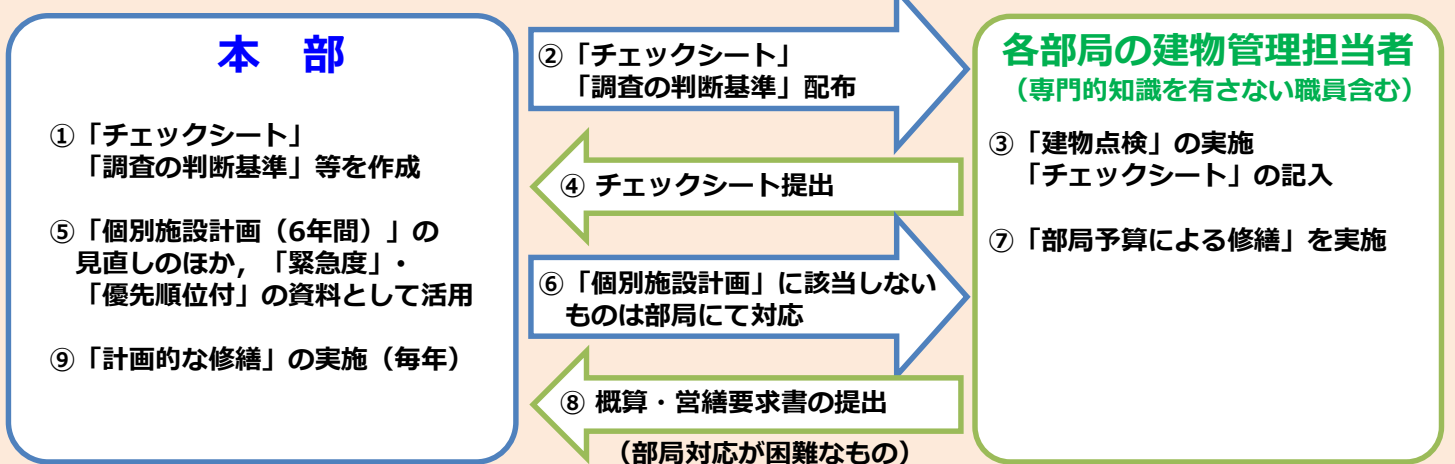 本　部
①「チェックシート」
「調査の判断基準」等を作成
⑤「個別施設計画（6年間）」の
見直しのほか，「緊急度」・
「優先順位付」の資料として活用
⑨「計画的な修繕」の実施（毎年）
②「チェックシート」
「調査の判断基準」配布
④ チェックシート提出
⑥「個別施設計画」に該当しない
ものは部局にて対応
⑧ 概算・営繕要求書の提出
（部局対応が困難なもの）
各部局の建物管理担当者
（専門的知識を有さない職員含む）
③「建物点検」の実施
「チェックシート」の記入
⑦「部局予算による修繕」を実施